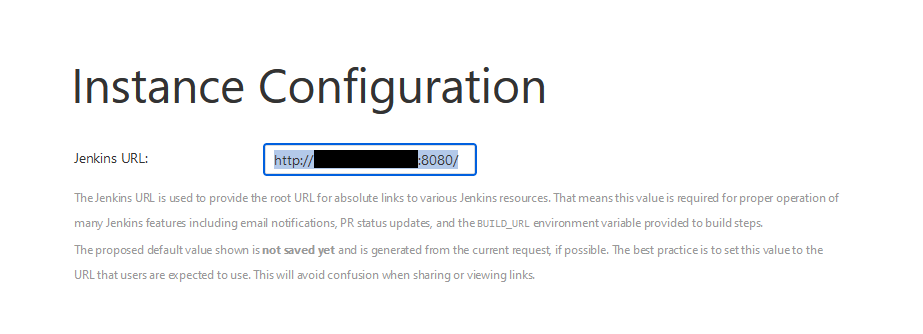 Instance Configuration
Jenkins URL: http:// :8080/
The Jenkins URL is used to provide the root URL for absolute links to various Jenkins resources. That means this value is required for proper operation of
many Jenkins features including email notifications, PR status updates, and the BUILD_URL environment variable provided to build steps.
The proposed default value shown is not saved yet and is generated from the current request, if possible. The best practice is to set this value to the
URL that users are expected to use. This will avoid confusion when sharing or viewing links.